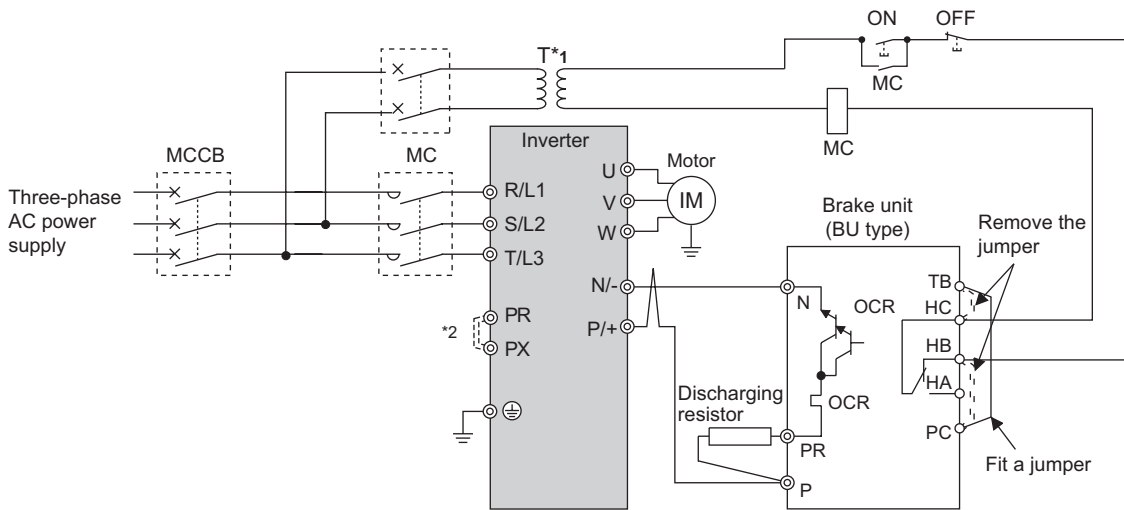 ON
OFF
T*1
MC
MC
Inverter
MCCB
MC
Motor
U
V
IM
W
R/L1
S/L2
T/L3
Three-phase
AC power
supply
Brake unit
(BU type)
Remove the
jumper
N/-
P/+
PR
*2
PX
N
OCR
TB
HC
HB
HA
PC
OCR
Discharging
resistor
PR
P
Fit a jumper